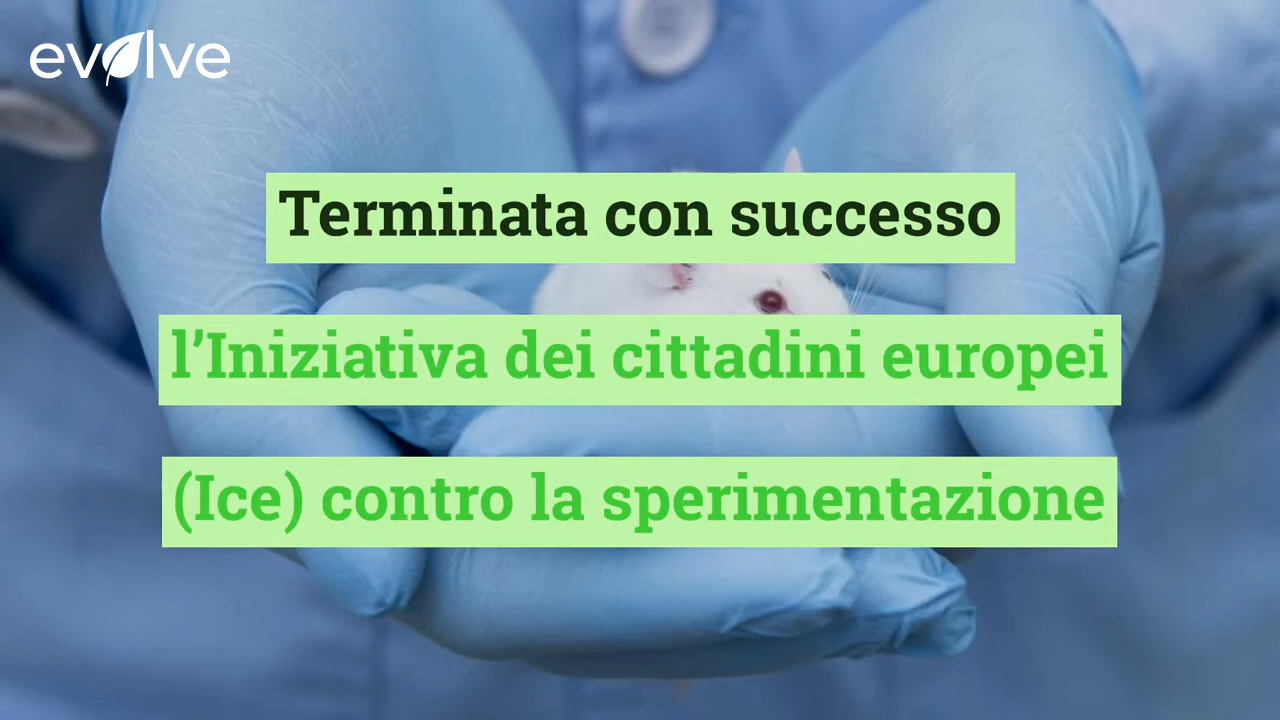 evolve
Terminata con successo
l’Iniziativa dei cittadini europei
(Ice) contro la sperimentazione